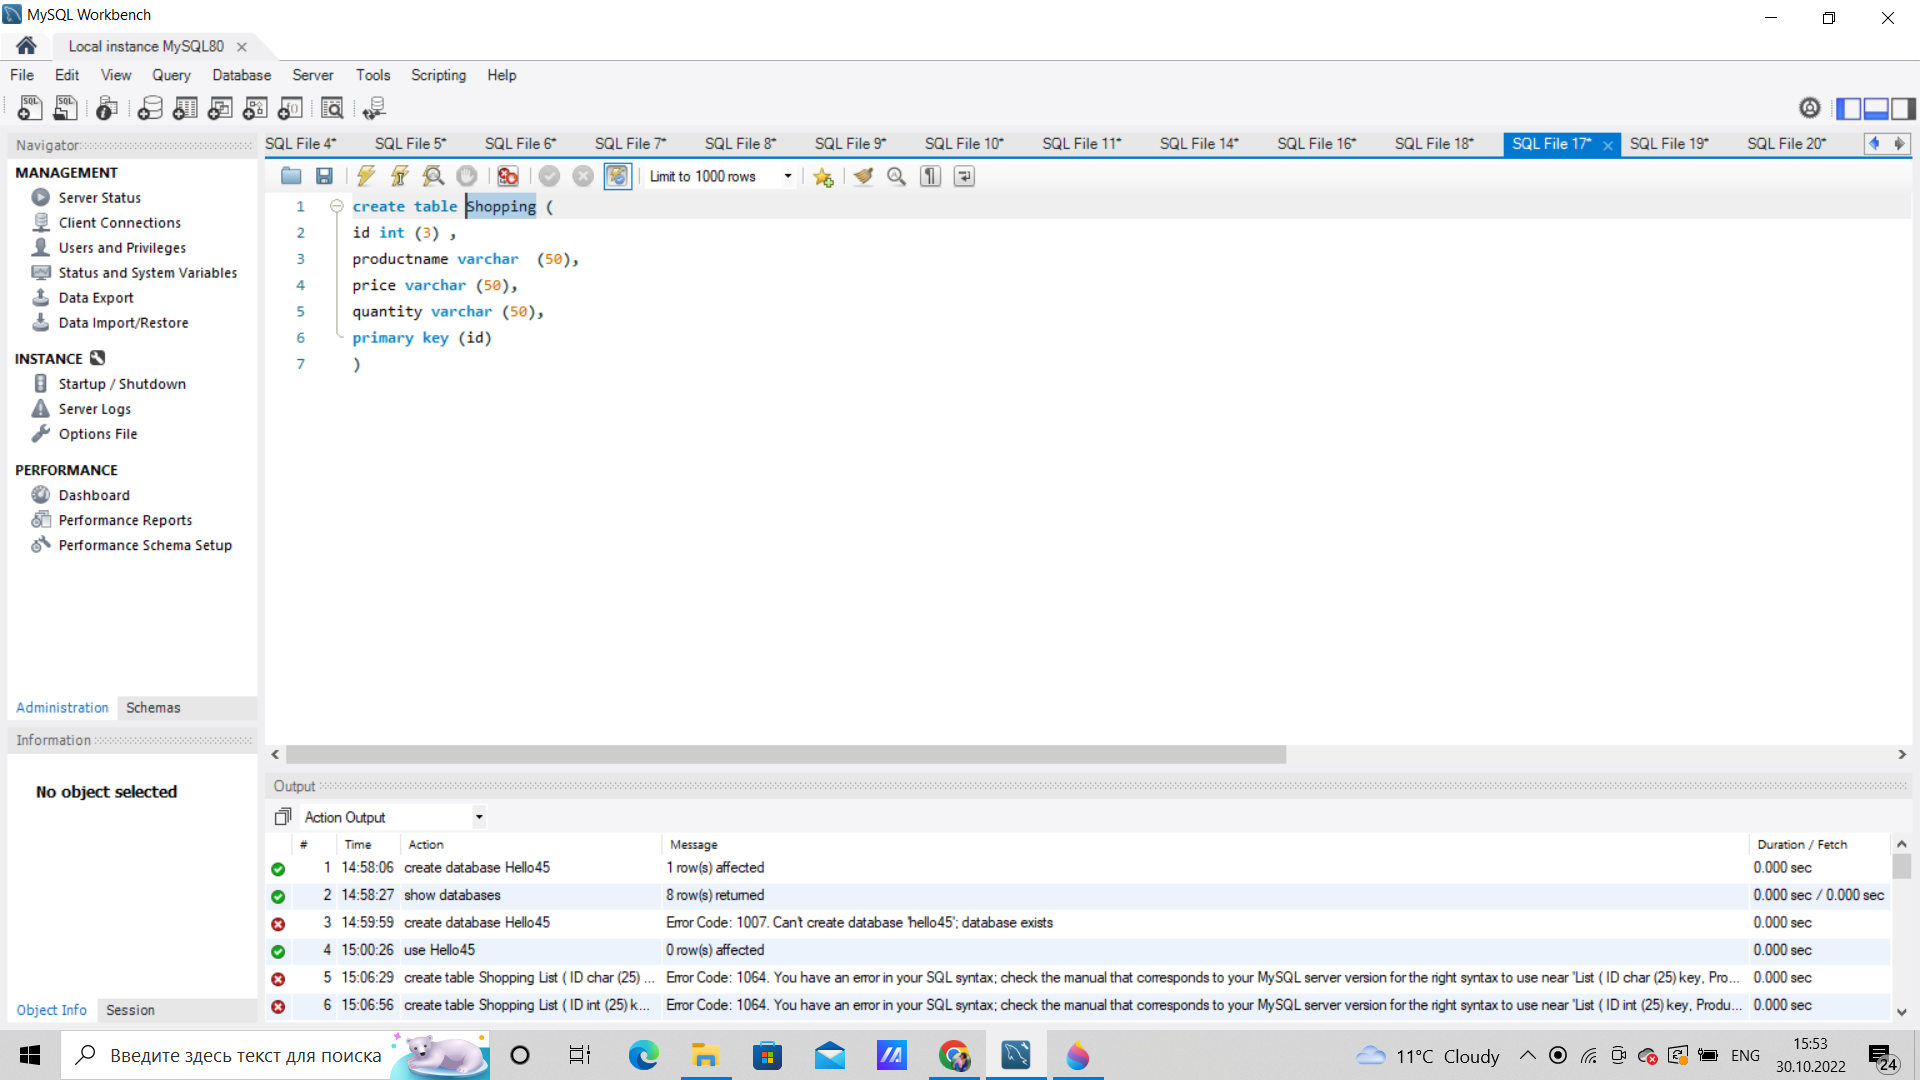 MySQL Workbench
Local instance MySQL80
File Edit View Query Database Server Tools Scripting Help
Navigator
SQL File 4* SQL File 5* SQL File 6* SQL File 7* SQL File 8* SQL File 9* SQL File 10* SQL File 11* SQL File 14* SQL File 16* SQL File 18* SQL File 17* SQL File 19* SQL File 20*
MANAGEMENT
Server Status
Client Connections
Users and Privileges
Status and System Variables
Data Export
Data Import/Restore
INSTANCE
Startup / Shutdown
Server Logs
Options File
PERFORMANCE
Dashboard
Performance Reports
Performance Schema Setup
Administration Schemas
Information
No object selected
Object Info Session
Limit to 1000 rows
1 create table Shopping (
2 id int (3) ,
3 productname varchar (50),
4 price varchar (50),
5 quantity varchar (50),
6 primary key (id)
7 )
Output
Action Output
# Time Action Message Duration / Fetch
1 14:58:06 create database Hello45 1 row(s) affected 0.000 sec
2 14:58:27 show databases 8 row(s) returned 0.000 sec / 0.000 sec
3 14:59:59 create database Hello45 Error Code: 1007. Can't create database 'hello45'; database exists 0.000 sec
4 15:00:26 use Hello45 0 row(s) affected 0.000 sec
5 15:06:29 create table Shopping List ( ID char (25) ... Error Code: 1064. You have an error in your SQL syntax; check the manual that corresponds to your MySQL server version for the right syntax to use near 'List ( ID char (25) key, Pro... 0.000 sec
6 15:06:56 create table Shopping List ( ID int (25) k... Error Code: 1064. You have an error in your SQL syntax; check the manual that corresponds to your MySQL server version for the right syntax to use near 'List ( ID int (25) key, Produ... 0.000 sec
Введите здесь текст для поиска
11°C Cloudy
ENG
15:53
30.10.2022
24